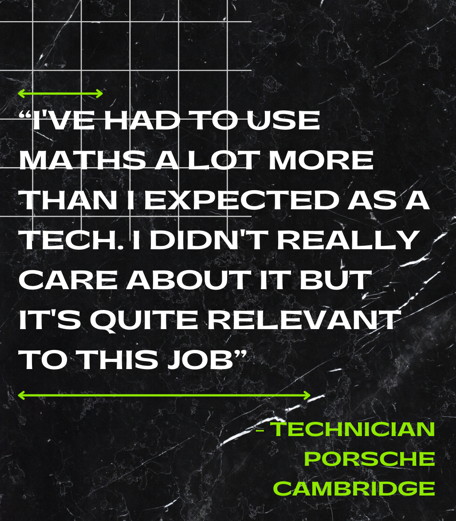 “I'VE HAD TO USE
MATHS A LOT MORE
THAN I EXPECTED AS A
TECH. I DIDN'T REALLY
CARE ABOUT IT BUT
IT'S QUITE RELEVANT
TO THIS JOB”
- TECHNICIAN
PORSCHE
CAMBRIDGE